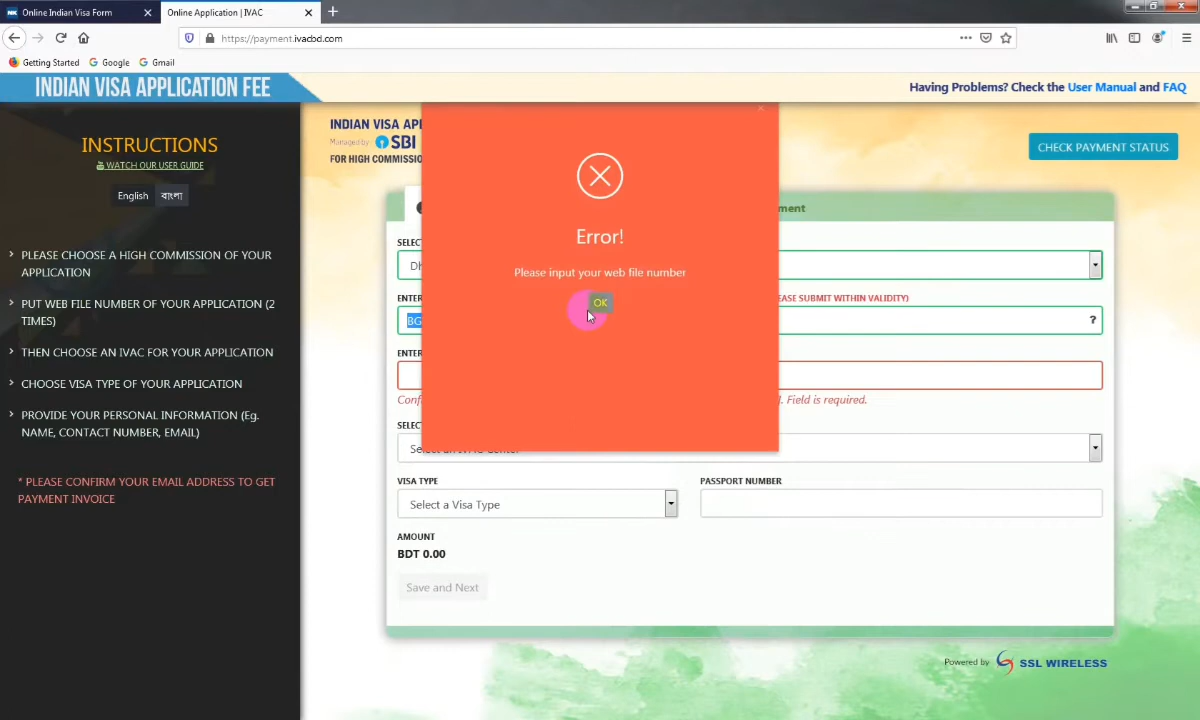 Online Indian Visa Form
Online Application | IVAC
https://payment.ivacbd.com
Getting Started
Google
Gmail
INDIAN VISA APPLICATION FEE
Having Problems? Check the User Manual and FAQ
INSTRUCTIONS
WATCH OUR USER GUIDE
English
বাংলা
PLEASE CHOOSE A HIGH COMMISSION OF YOUR
APPLICATION
PUT WEB FILE NUMBER OF YOUR APPLICATION (2
TIMES)
THEN CHOOSE AN IVAC FOR YOUR APPLICATION
CHOOSE VISA TYPE OF YOUR APPLICATION
PROVIDE YOUR PERSONAL INFORMATION (Eg.
NAME, CONTACT NUMBER, EMAIL)
* PLEASE CONFIRM YOUR EMAIL ADDRESS TO GET
PAYMENT INVOICE
INDIAN VISA APPL
Managed by SBI
FOR HIGH COMMISSIO
CHECK PAYMENT STATUS
Error!
Please input your web file number
OK
ment
SELEC
Dh
ENTER
EASE SUBMIT WITHIN VALIDITY)
BG
?
ENTER
Conf
. Field is required.
SELEC
VISA TYPE
Select a Visa Type
PASSPORT NUMBER
AMOUNT
BDT 0.00
Save and Next
Powered by SSL WIRELESS